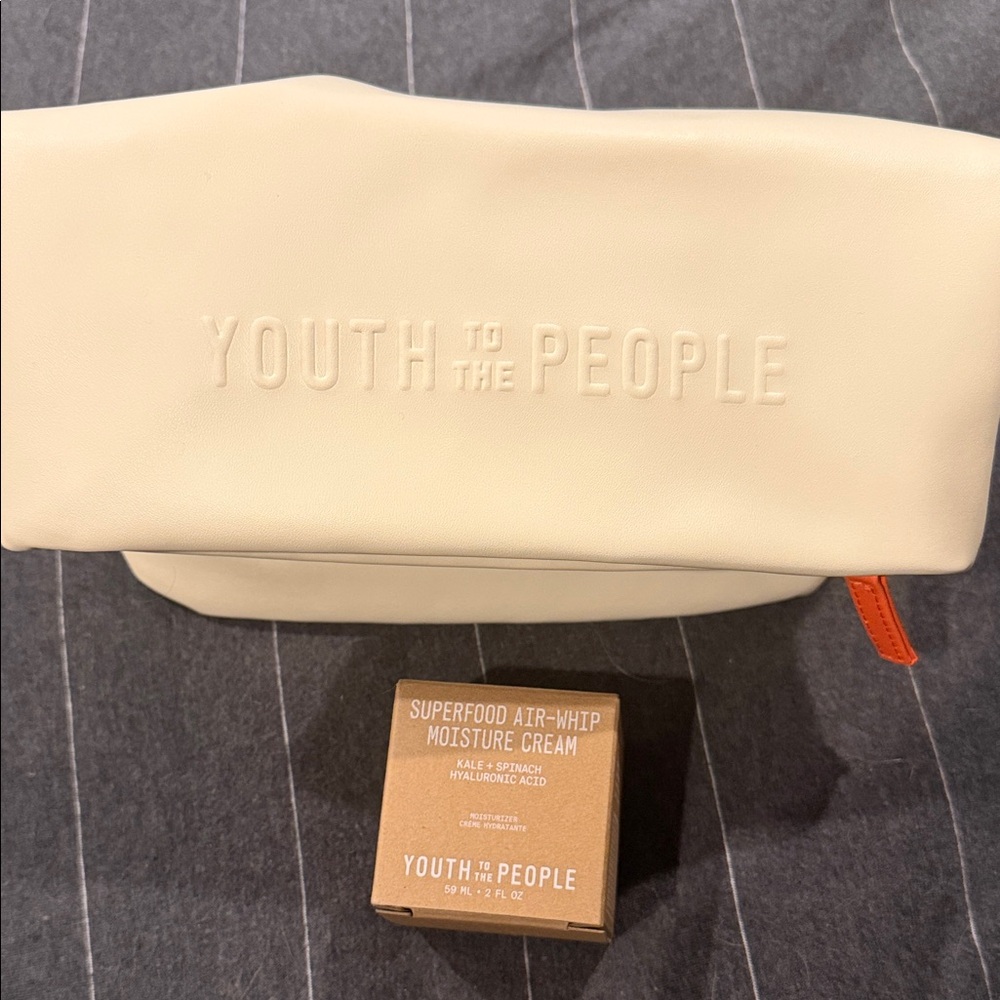 YOUTH TO THE PEOPLE
SUPERFOOD AIR-WHIP
MOISTURE CREAM
KALE + SPINACH
HYALURONIC ACID
MOISTURIZER
CRÈME HYDRATANTE
YOUTH TO THE PEOPLE
59 ML • 2 FL OZ